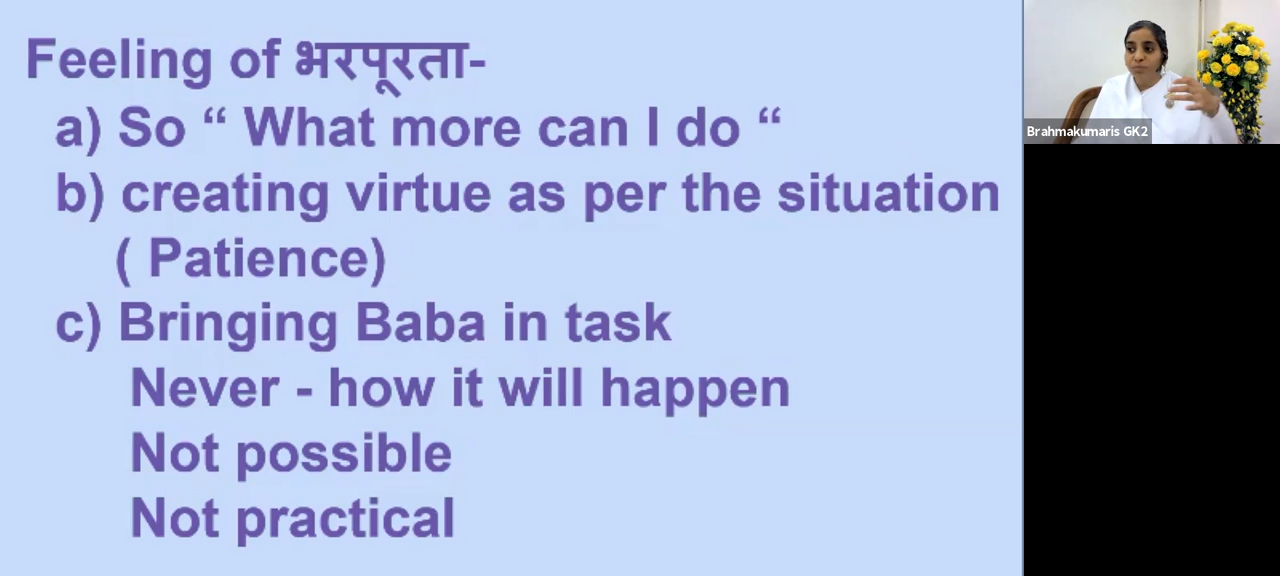 Feeling of भरपूरता-
a) So “ What more can I do “
b) creating virtue as per the situation
( Patience)
c) Bringing Baba in task
Never - how it will happen
Not possible
Not practical
Brahmakumaris GK2